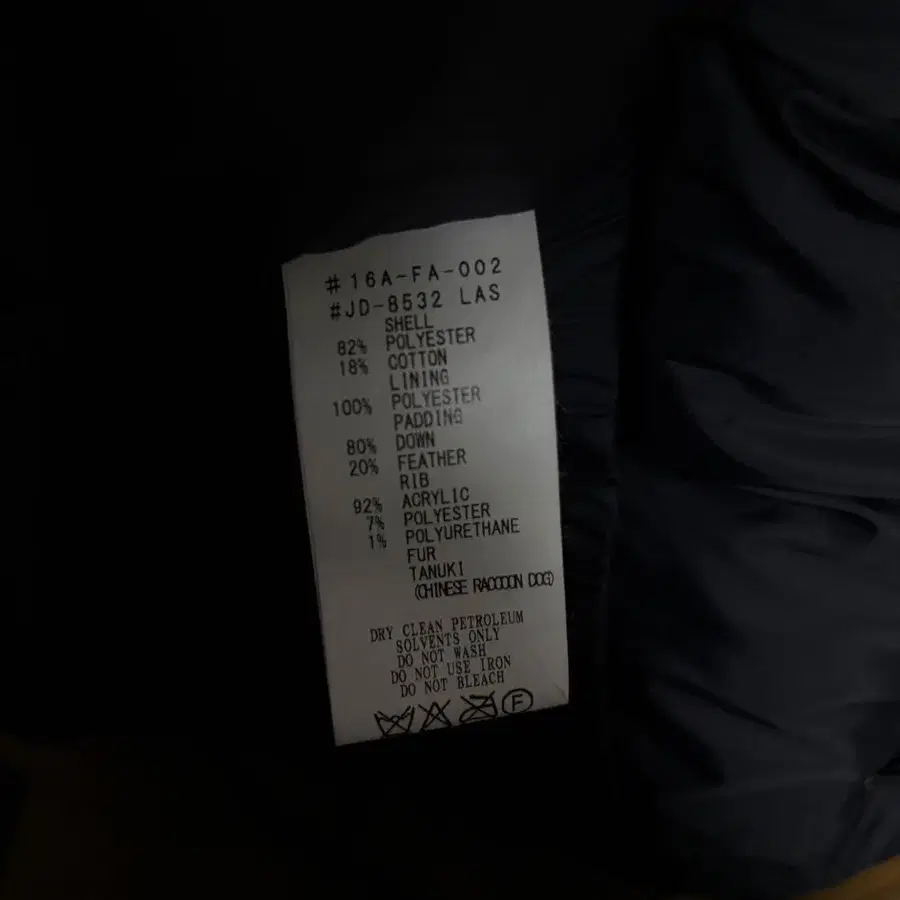 #16A-FA-002
#JD-8532 LAS
SHELL
82% POLYESTER
18% COTTON
LINING
100% POLYESTER
PADDING
80% DOWN
20% FEATHER
RIB
92% ACRYLIC
7% POLYESTER
1% POLYURETHANE
FUR
TANUKI
(CHINESE RACCOON DOG)
DRY CLEAN PETROLEUM
SOLVENTS ONLY
DO NOT WASH
DO NOT USE IRON
DO NOT BLEACH
F